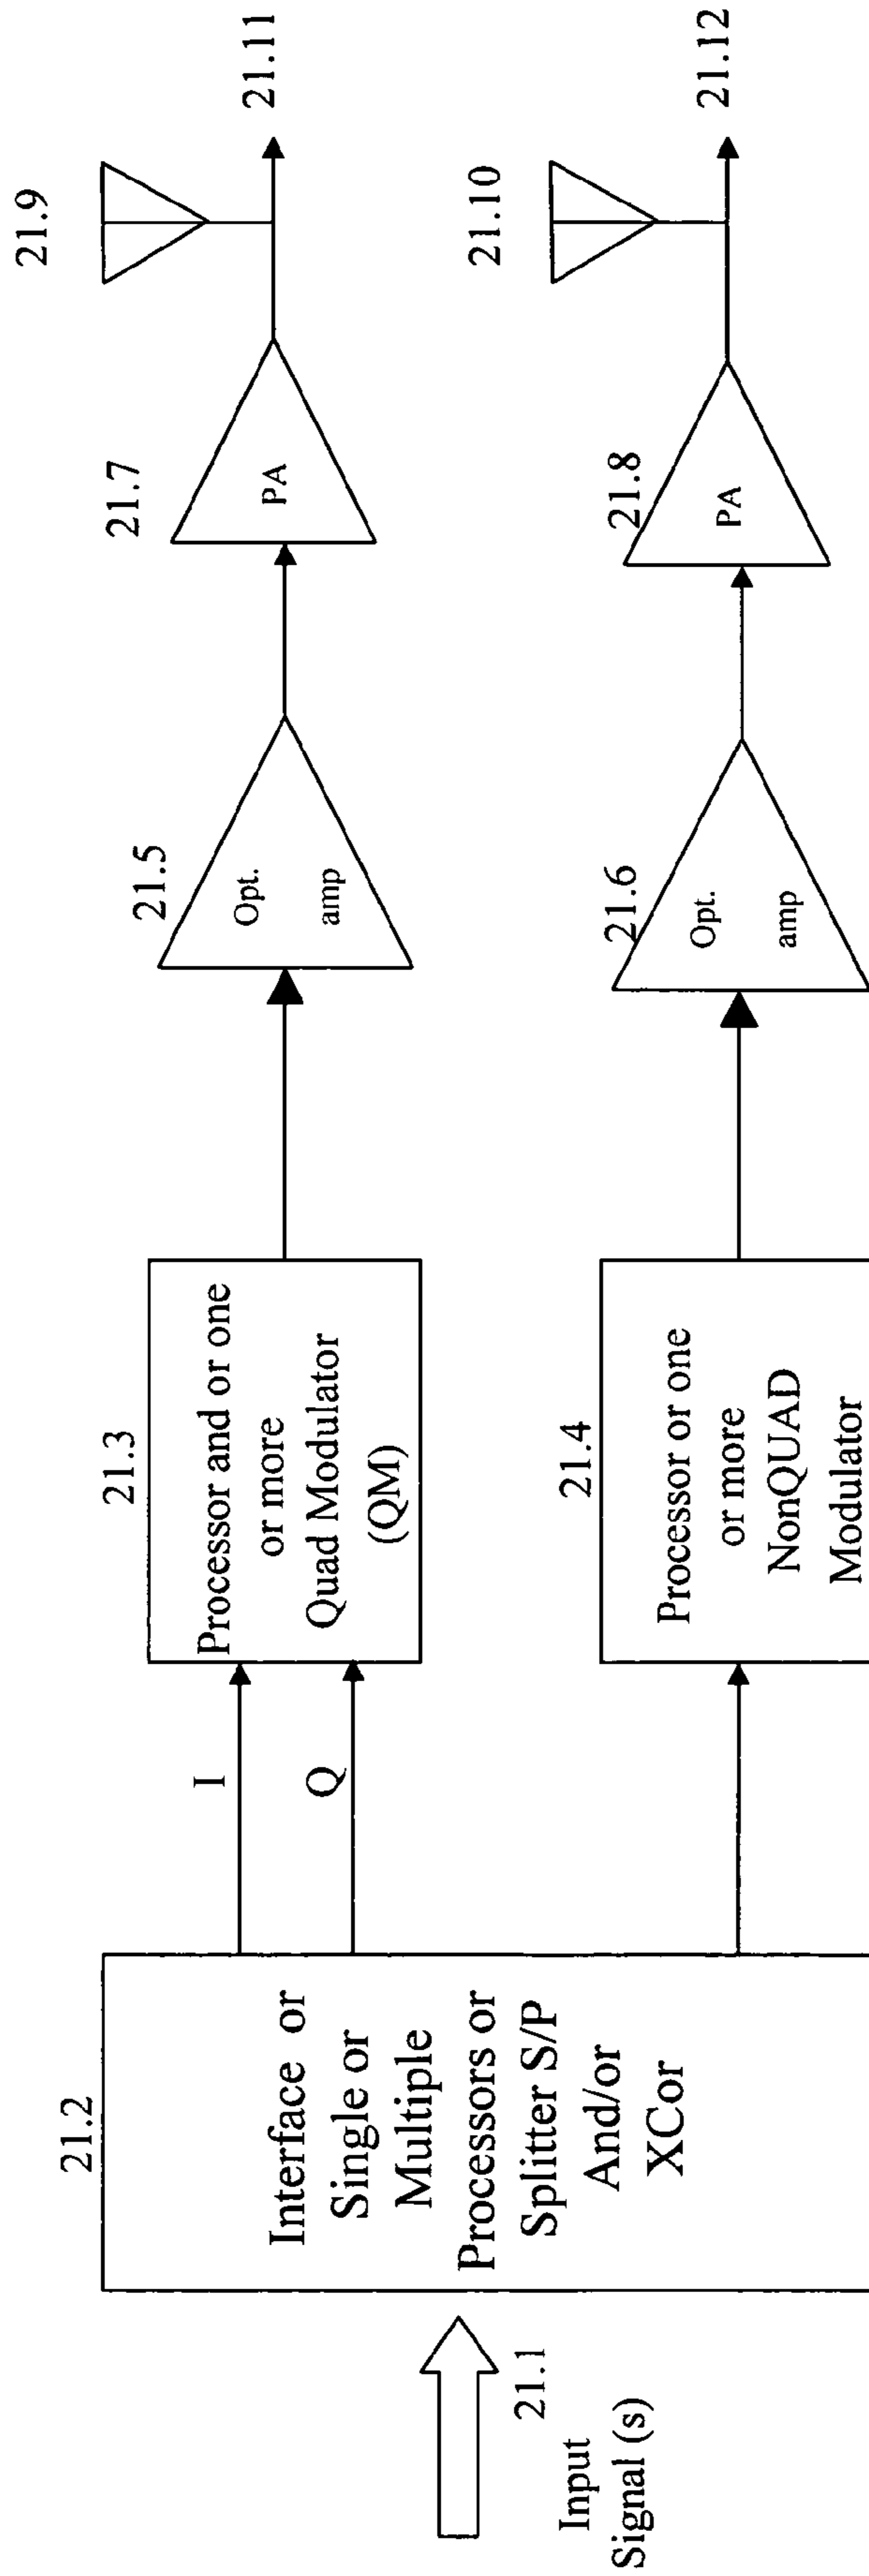 21.1
Input
Signal (s)
21.2
Interface or
Single or
Multiple
Processors or
Splitter S/P
And/or
XCor
I
Q
21.3
Processor and or one
or more
Quad Modulator
(QM)
21.5
Opt.
amp
21.7
PA
21.9
21.11
21.4
Processor or one
or more
NonQUAD
Modulator
21.6
Opt.
amp
21.8
PA
21.10
21.12